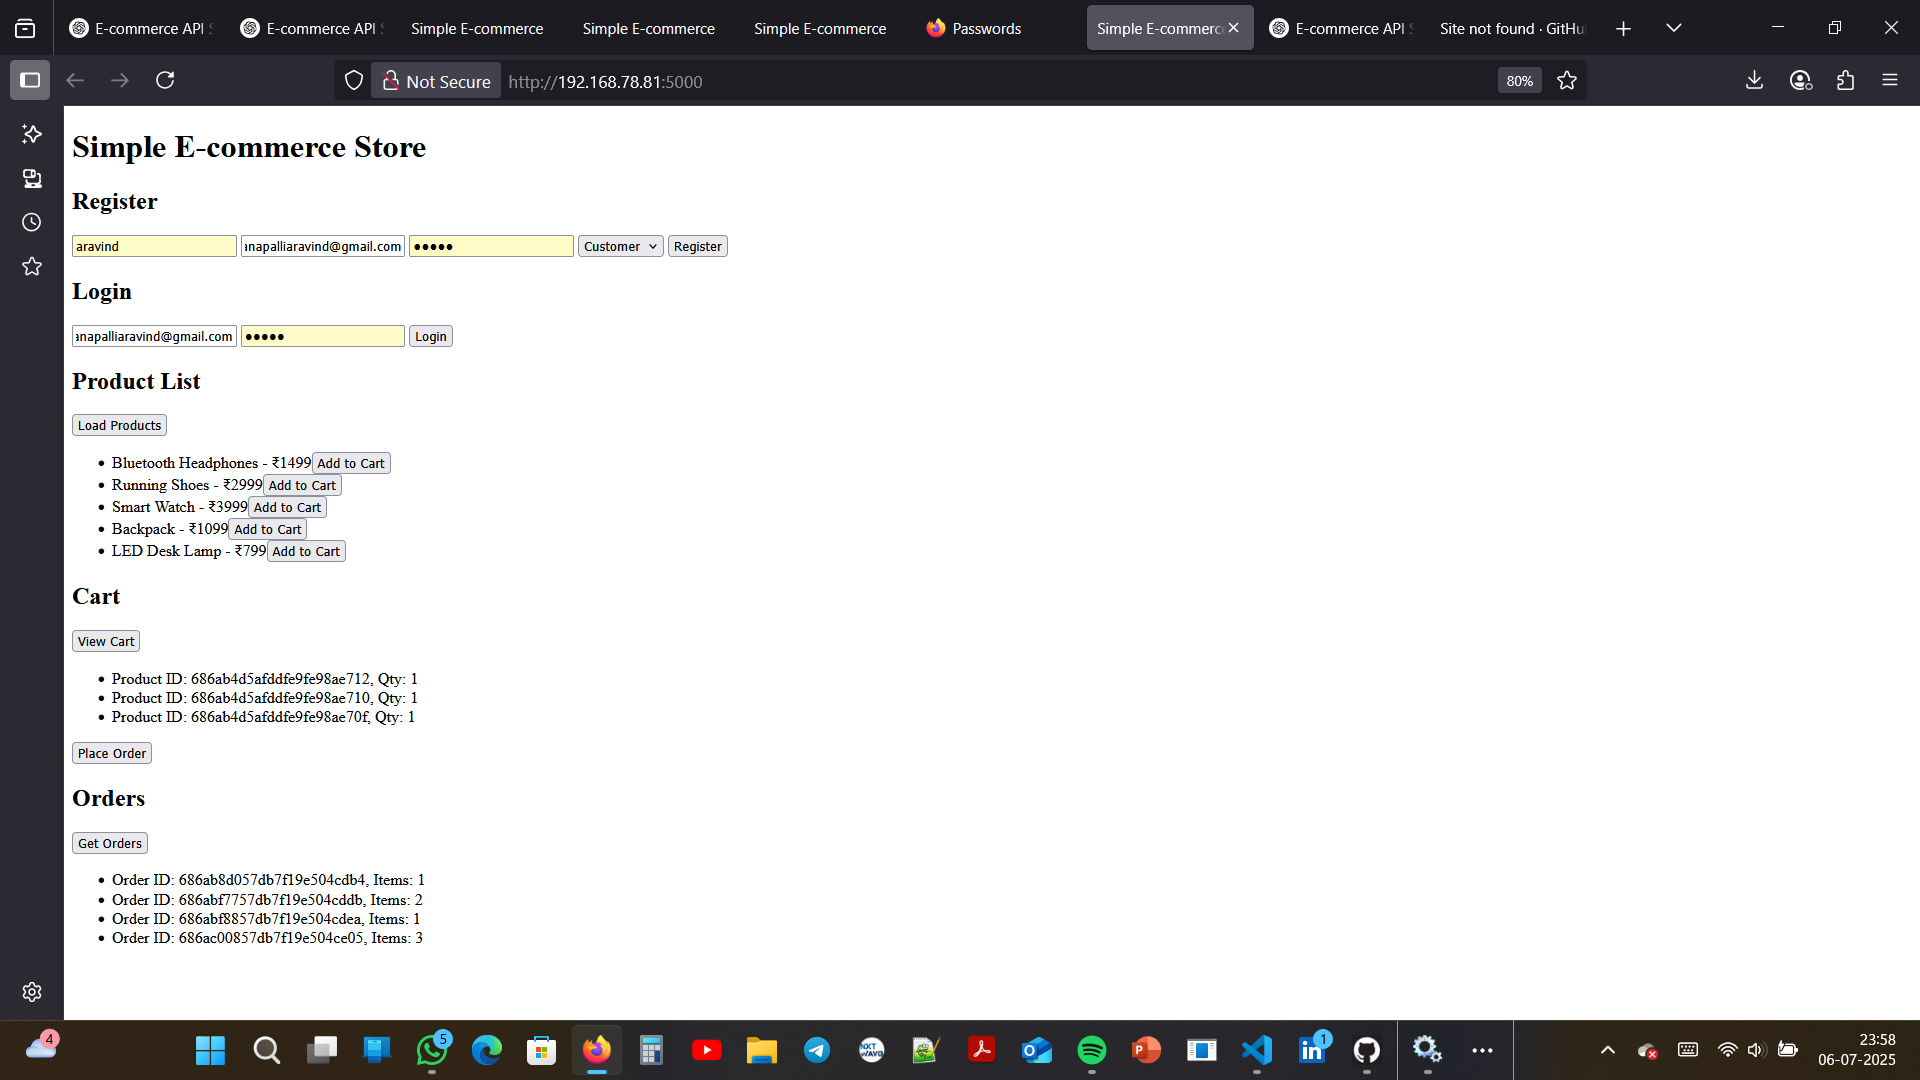 E-commerce API S
E-commerce API S
Simple E-commerce
Simple E-commerce
Simple E-commerce
Passwords
Simple E-commerc
E-commerce API S
Site not found · GitHu
Not Secure
http://192.168.78.81:5000
80%
Simple E-commerce Store
Register
aravind
anapalliaravind@gmail.com
Customer
Register
Login
anapalliaravind@gmail.com
Login
Product List
Load Products
Bluetooth Headphones - ₹1499 Add to Cart
Running Shoes - ₹2999 Add to Cart
Smart Watch - ₹3999 Add to Cart
Backpack - ₹1099 Add to Cart
LED Desk Lamp - ₹799 Add to Cart
Cart
View Cart
Product ID: 686ab4d5afddfe9fe98ae712, Qty: 1
Product ID: 686ab4d5afddfe9fe98ae710, Qty: 1
Product ID: 686ab4d5afddfe9fe98ae70f, Qty: 1
Place Order
Orders
Get Orders
Order ID: 686ab8d057db7f19e504cdb4, Items: 1
Order ID: 686abf7757db7f19e504cddb, Items: 2
Order ID: 686abf8857db7f19e504cdea, Items: 1
Order ID: 686ac00857db7f19e504ce05, Items: 3
4
5
NXT
WAVE
1
23:58
06-07-2025